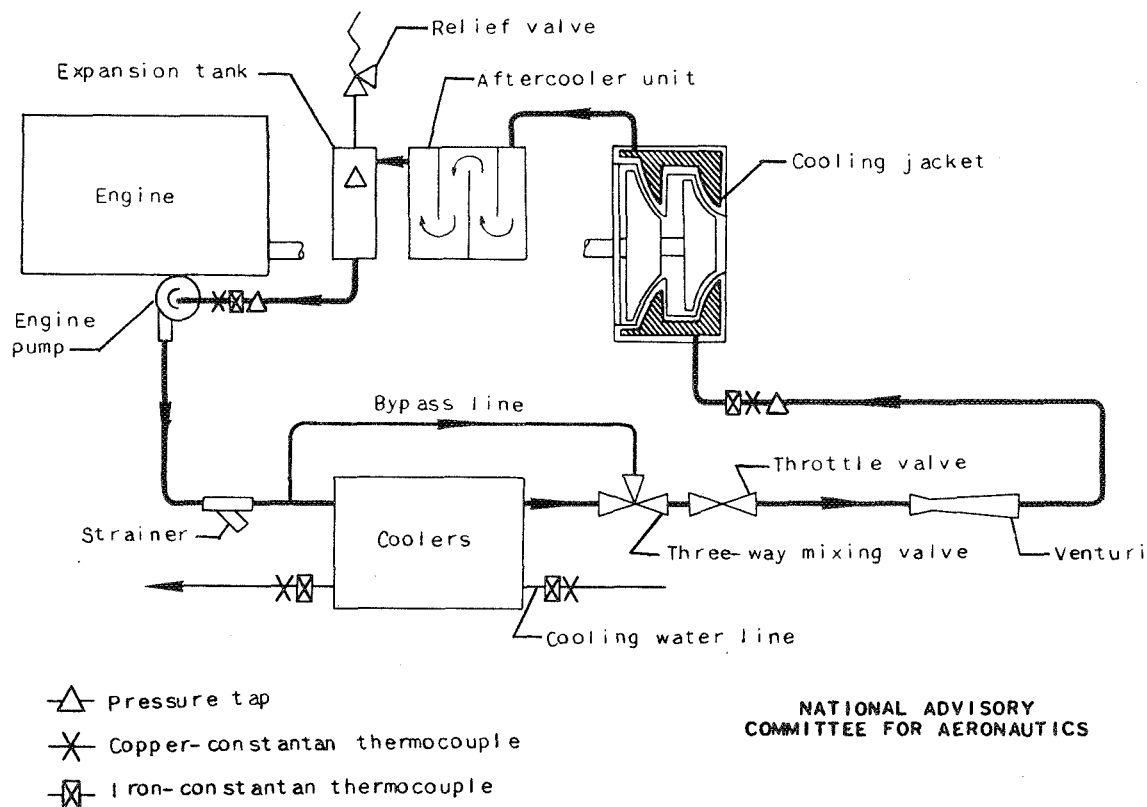 Relief valve
Expansion tank
Aftercooler unit
Cooling jacket
Engine
Engine
pump
Bypass line
Throttle valve
Strainer
Coolers
Three-way mixing valve
Venturi
Cooling water line
Pressure tap
Copper-constantan thermocouple
Iron-constantan thermocouple
NATIONAL ADVISORY
COMMITTEE FOR AERONAUTICS